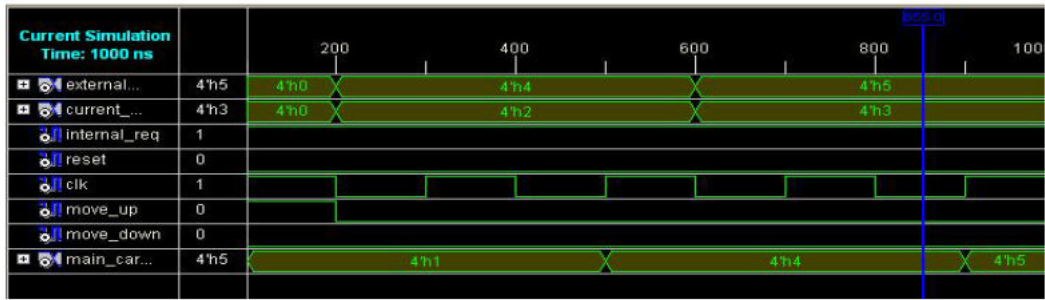 855.0
Current Simulation
Time: 1000 ns
200 400 600 800 100
external... 4'h5 4'h0 4'h4 4'h5
current_... 4'h3 4'h0 4'h2 4'h3
internal_req 1
reset 0
clk 1
move_up 0
move_down 0
main_car... 4'h5 4'h1 4'h4 4'h5